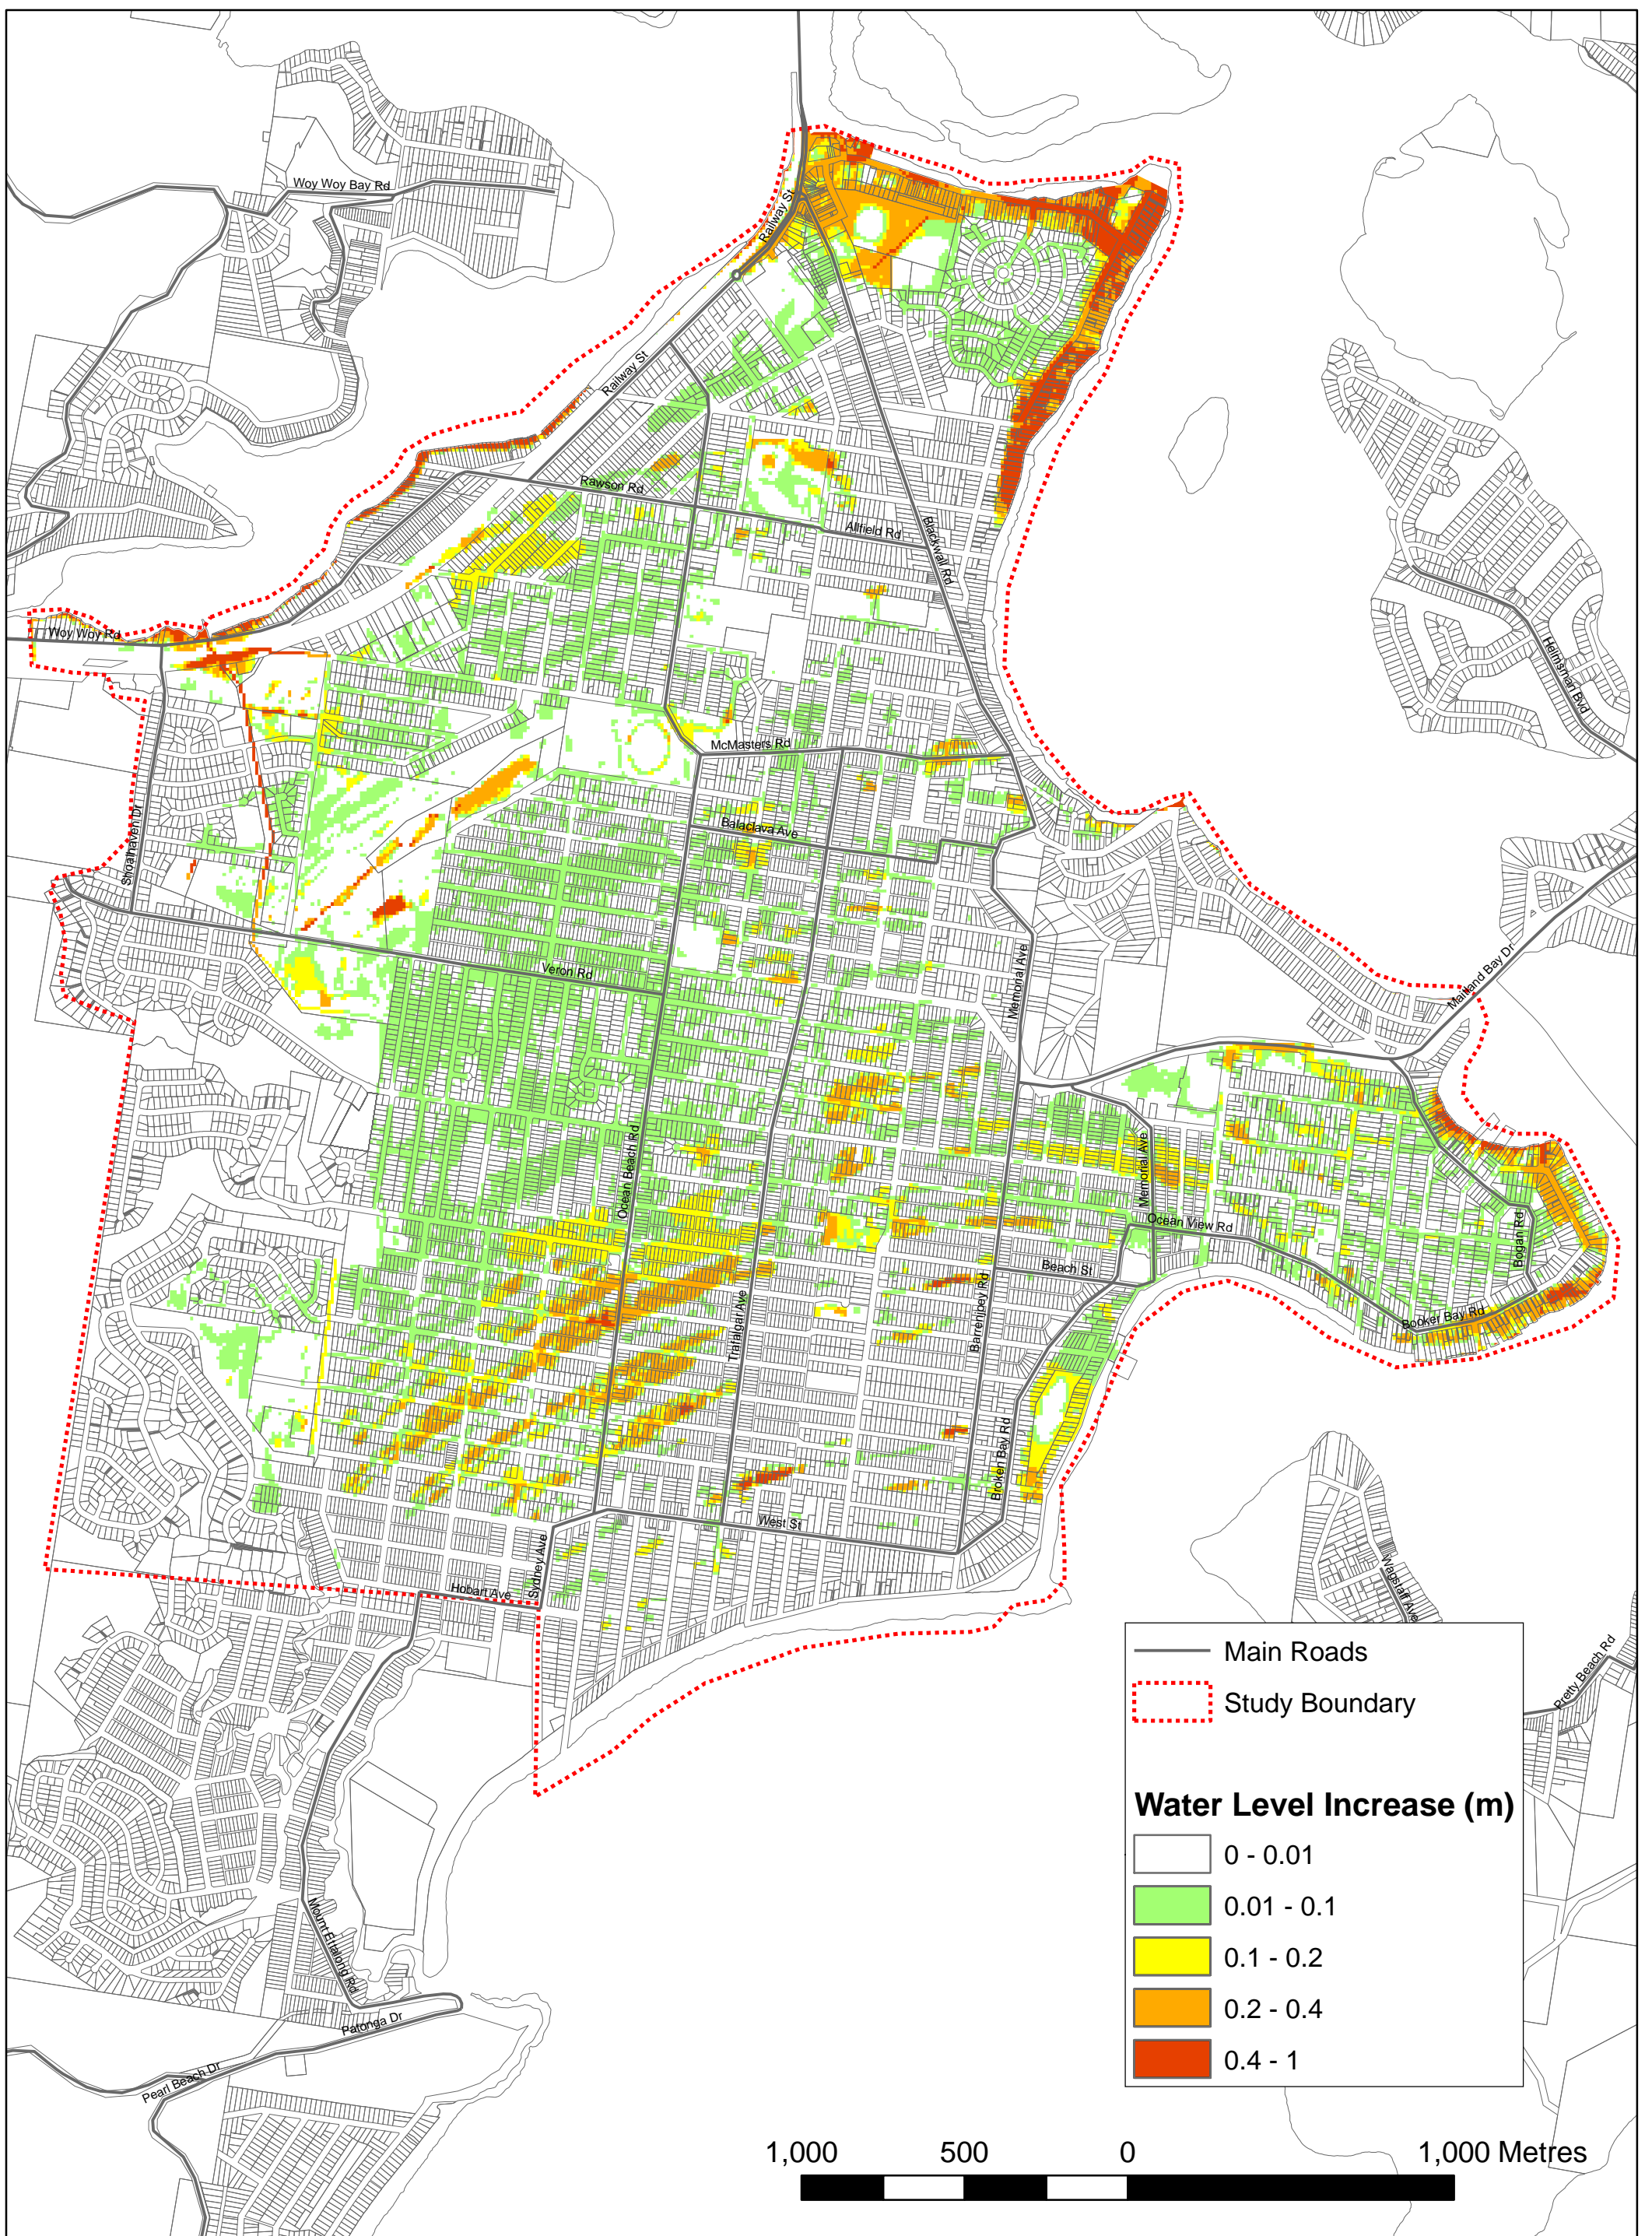 Woy Woy Bay Rd
Railway St
Railway St
Rawson Rd
Allfield Rd
Blackwall Rd
Woy Woy Rd
Helmsman Blvd
McMasters Rd
Balaclava Ave
Shoalhaven Dr
Veron Rd
Memorial Ave
Maitland Bay Dr
Ocean Beach Rd
Memorial Ave
Ocean View Rd
Bogan Rd
Beach St
Trafalgar Ave
Barrenjoey Rd
Booker Bay Rd
Broken Bay Rd
West St
Sydney Ave
Hobart Ave
Wagstaff Ave
Pretty Beach Rd
Main Roads
Study Boundary
Water Level Increase (m)
0 - 0.01
0.01 - 0.1
0.1 - 0.2
0.2 - 0.4
0.4 - 1
Mount Ettalong Rd
Patonga Dr
Pearl Beach Dr
1,000 500 0 1,000 Metres